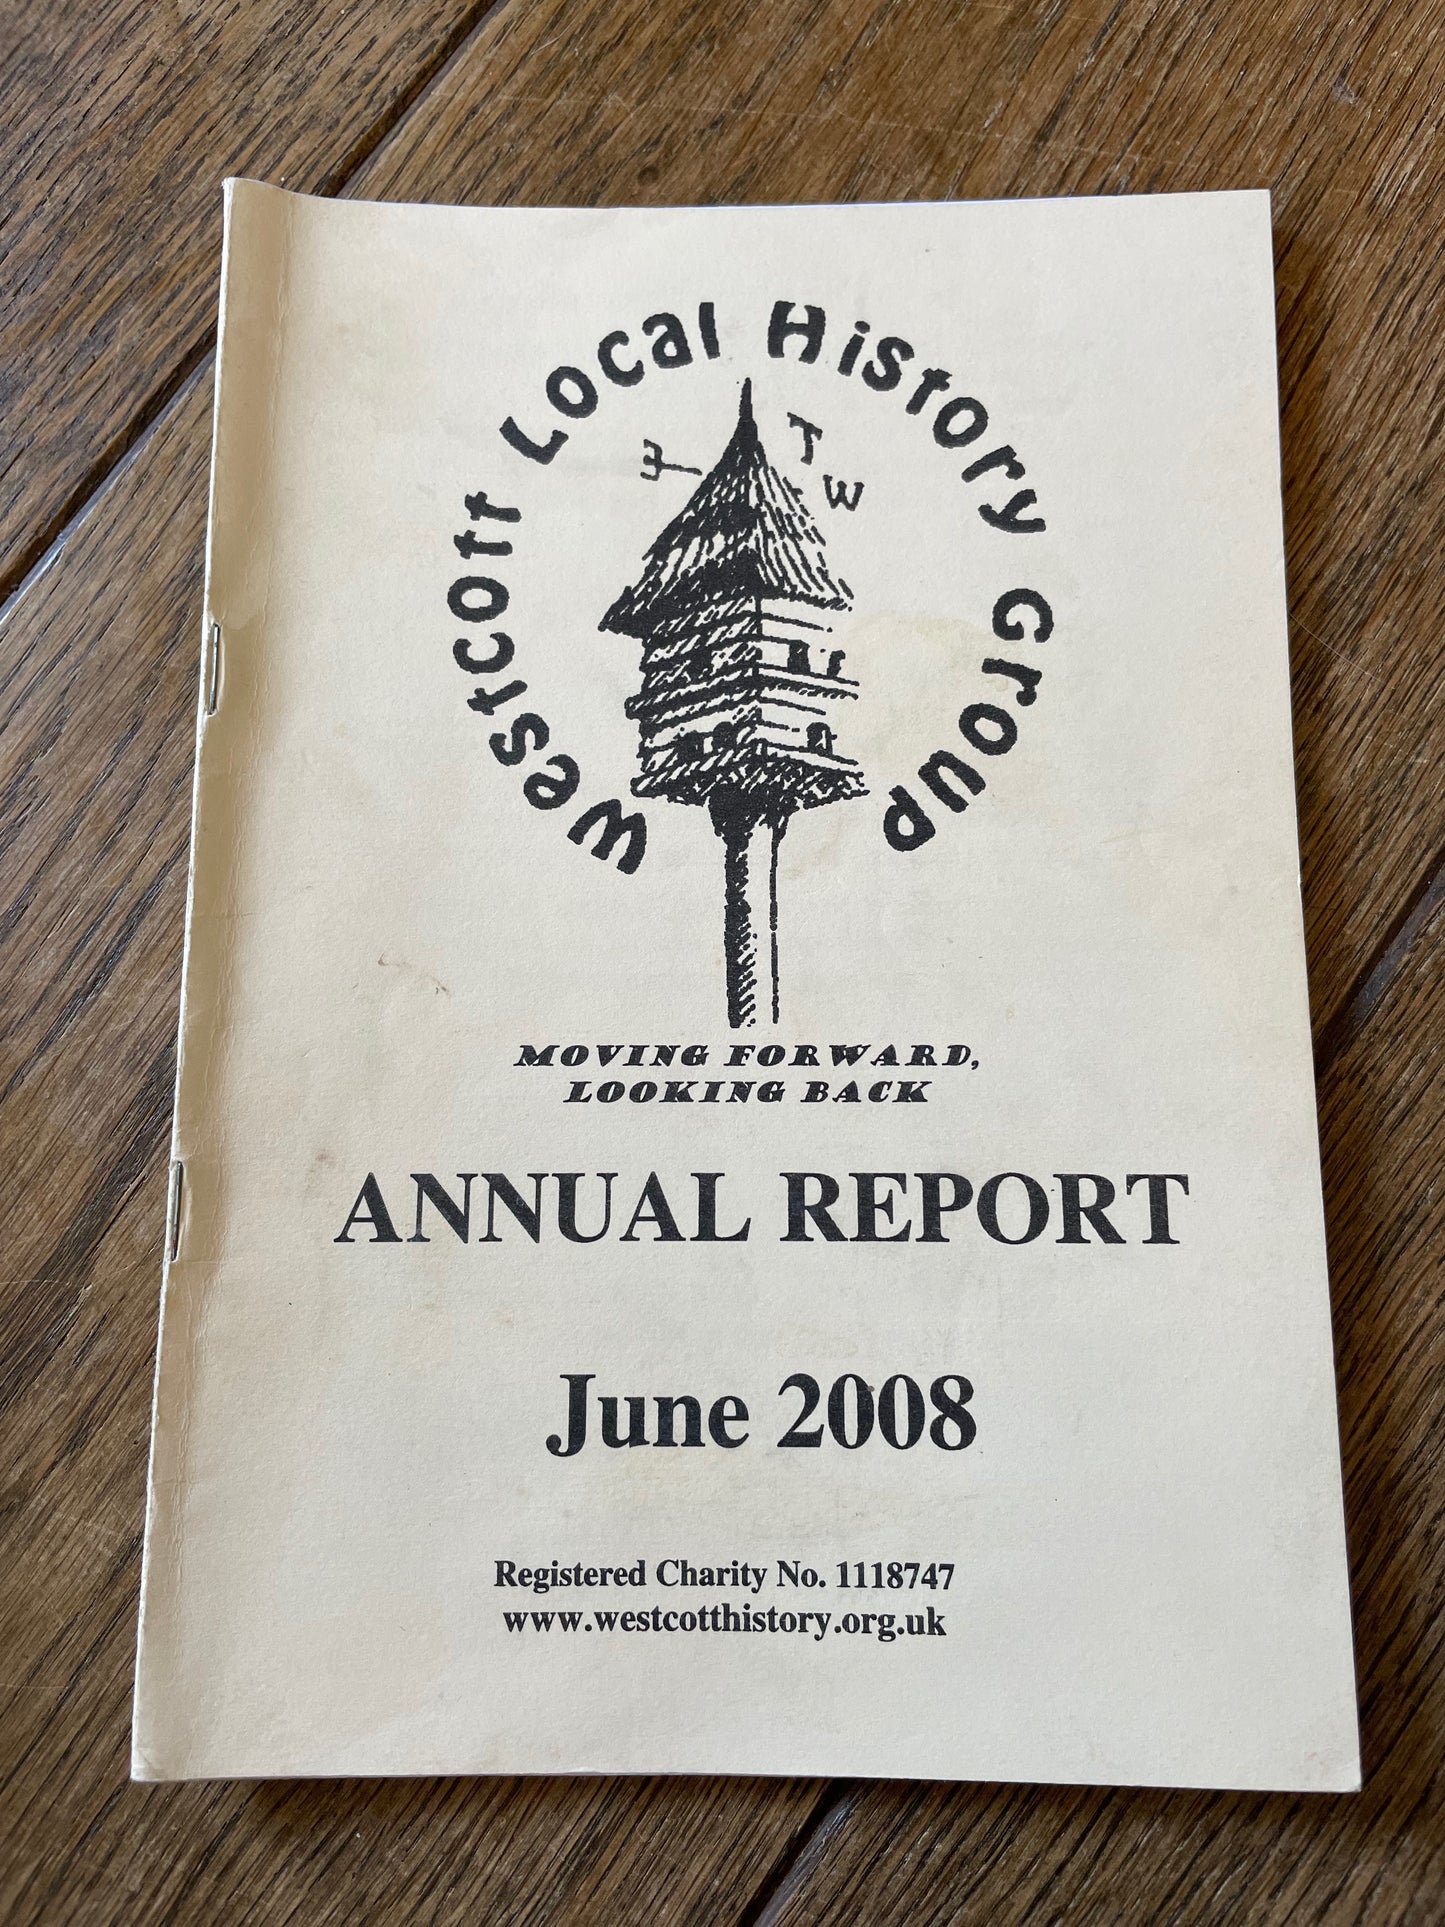 Westcott Local History Group
T
W
MOVING FORWARD,
LOOKING BACK
ANNUAL REPORT
June 2008
Registered Charity No. 1118747
www.westcotthistory.org.uk